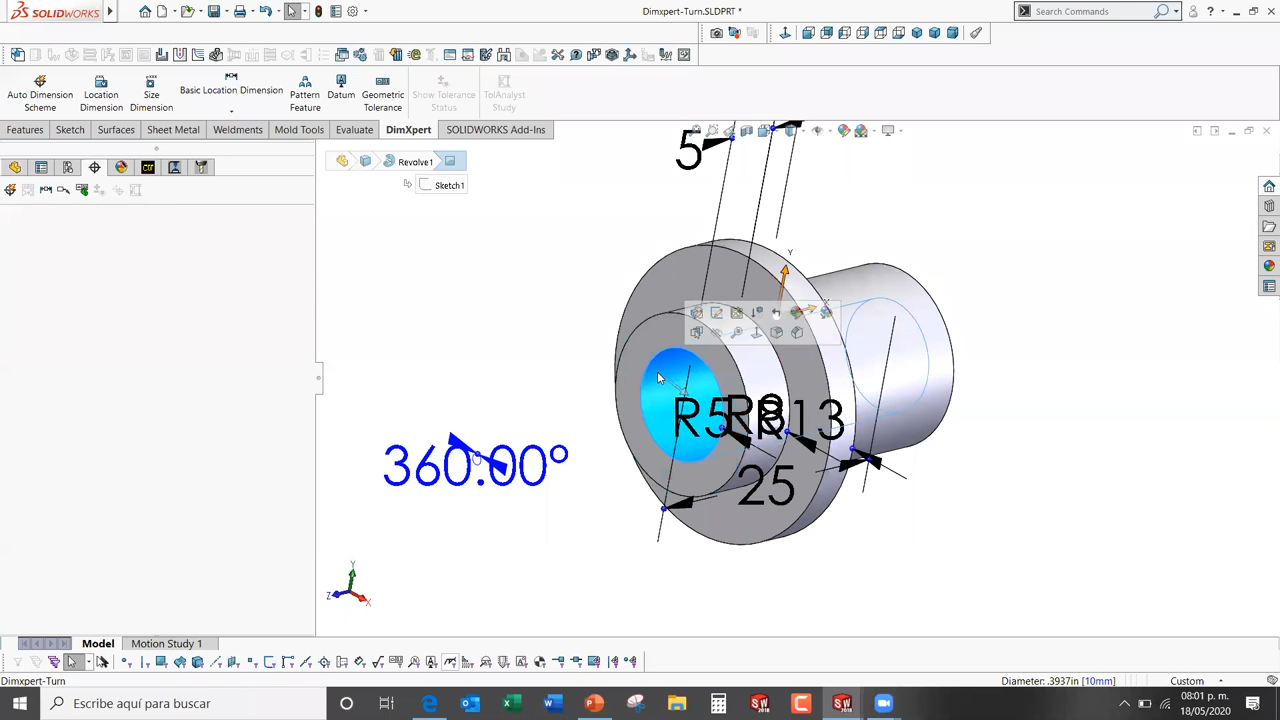 SOLIDWORKS
Dimxpert-Turn.SLDPRT *
Search Commands
Auto Dimension Scheme
Location Dimension
Size Dimension
Basic Location Dimension
Pattern Feature
Datum
Geometric Tolerance
Show Tolerance Status
TolAnalyst Study
Features
Sketch
Surfaces
Sheet Metal
Weldments
Mold Tools
Evaluate
DimXpert
SOLIDWORKS Add-Ins
Revolve1
Sketch1
5
Y
R5
R8
R13
360.00°
25
Y
Z
X
Model
Motion Study 1
Dimxpert-Turn
Diameter: .3937in [10mm]
Custom
Escribe aquí para buscar
08:01 p. m.
18/05/2020